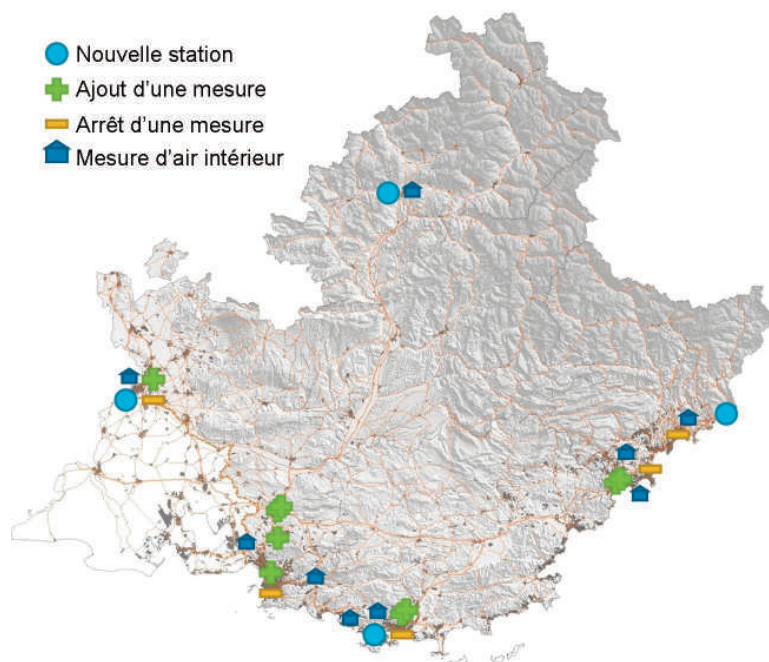 Nouvelle station
Ajout d'une mesure
Arrêt d'une mesure
Mesure d'air intérieur